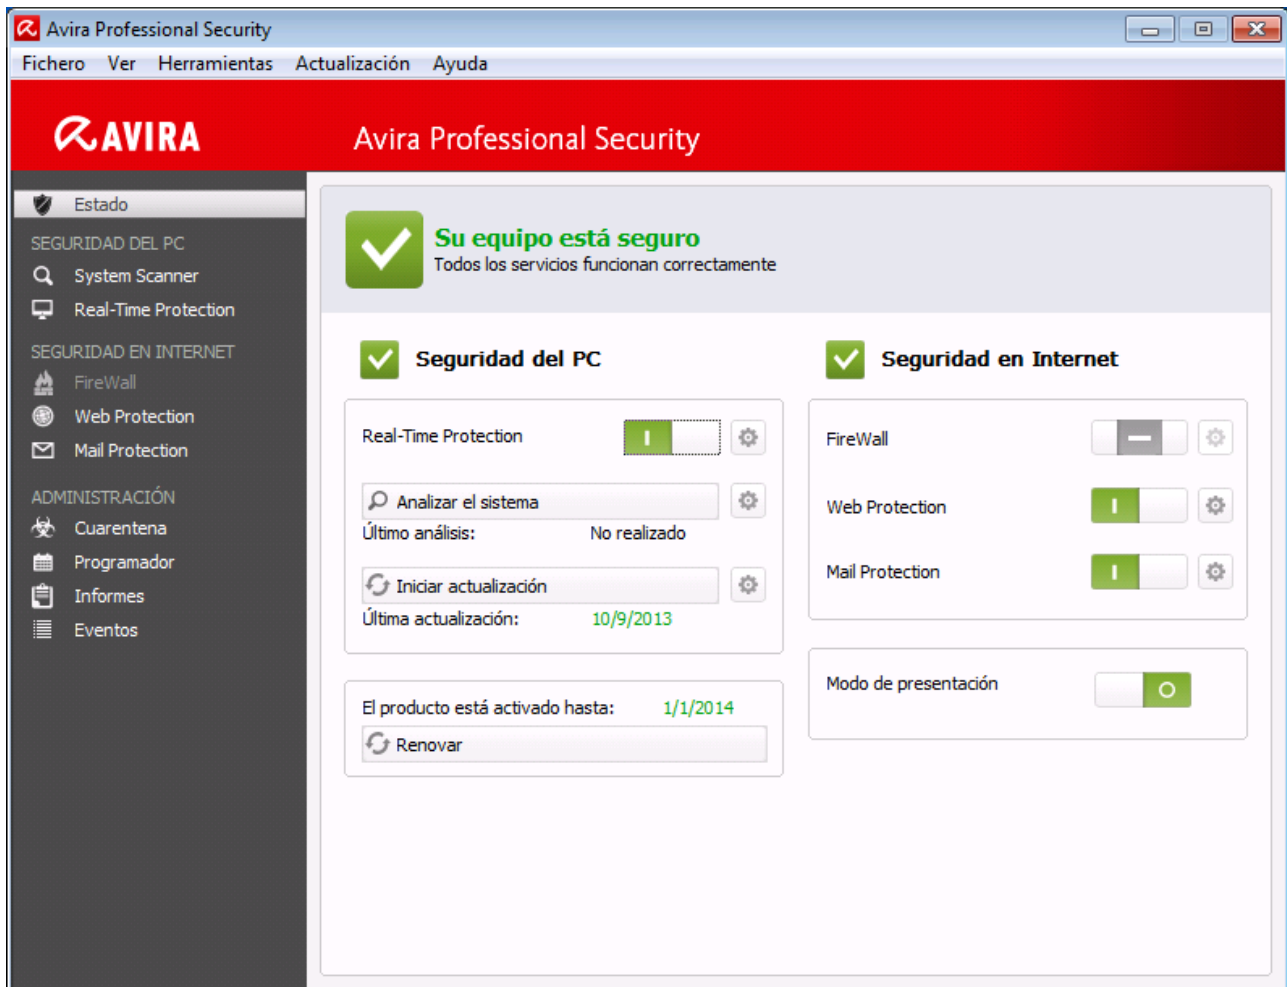 Avira Professional Security
Fichero Ver Herramientas Actualización Ayuda
AVIRA
Avira Professional Security
Estado
SEGURIDAD DEL PC
System Scanner
Real-Time Protection
SEGURIDAD EN INTERNET
FireWall
Web Protection
Mail Protection
ADMINISTRACIÓN
Cuarentena
Programador
Informes
Eventos
Su equipo está seguro
Todos los servicios funcionan correctamente
Seguridad del PC
Real-Time Protection
Analizar el sistema
Último análisis: No realizado
Iniciar actualización
Última actualización: 10/9/2013
El producto está activado hasta: 1/1/2014
Renovar
Seguridad en Internet
FireWall
Web Protection
Mail Protection
Modo de presentación